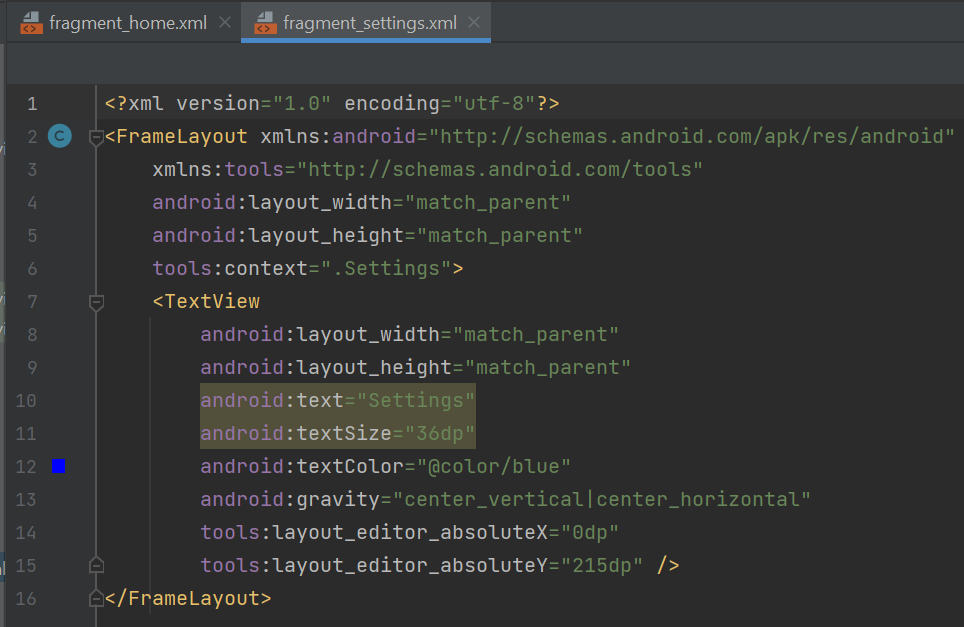 fragment_home.xml fragment_settings.xml
1 <?xml version="1.0" encoding="utf-8"?>
2 C <FrameLayout xmlns:android="http://schemas.android.com/apk/res/android"
3 xmlns:tools="http://schemas.android.com/tools"
4 android:layout_width="match_parent"
5 android:layout_height="match_parent"
6 tools:context=".Settings">
7 <TextView
8 android:layout_width="match_parent"
9 android:layout_height="match_parent"
10 android:text="Settings"
11 android:textSize="36dp"
12 android:textColor="@color/blue"
13 android:gravity="center_vertical|center_horizontal"
14 tools:layout_editor_absoluteX="0dp"
15 tools:layout_editor_absoluteY="215dp" />
16 </FrameLayout>